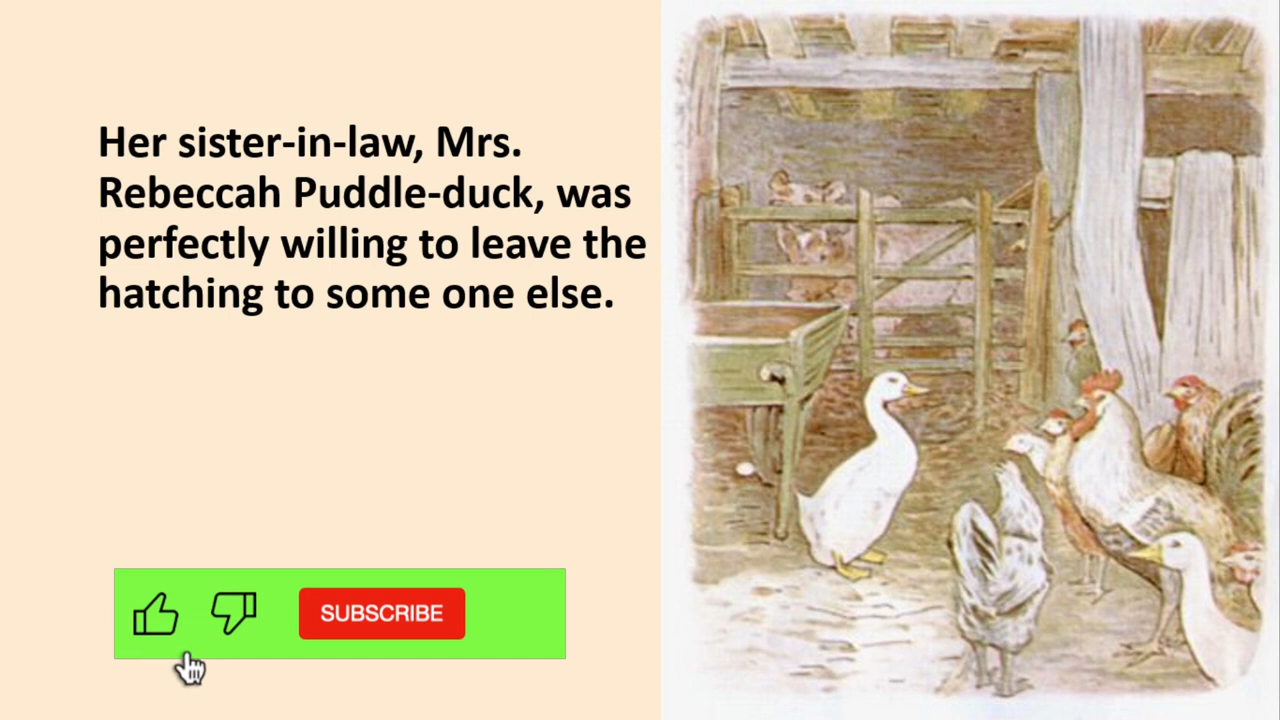 Her sister-in-law, Mrs.
Rebeccah Puddle-duck, was
perfectly willing to leave the
hatching to some one else.
SUBSCRIBE